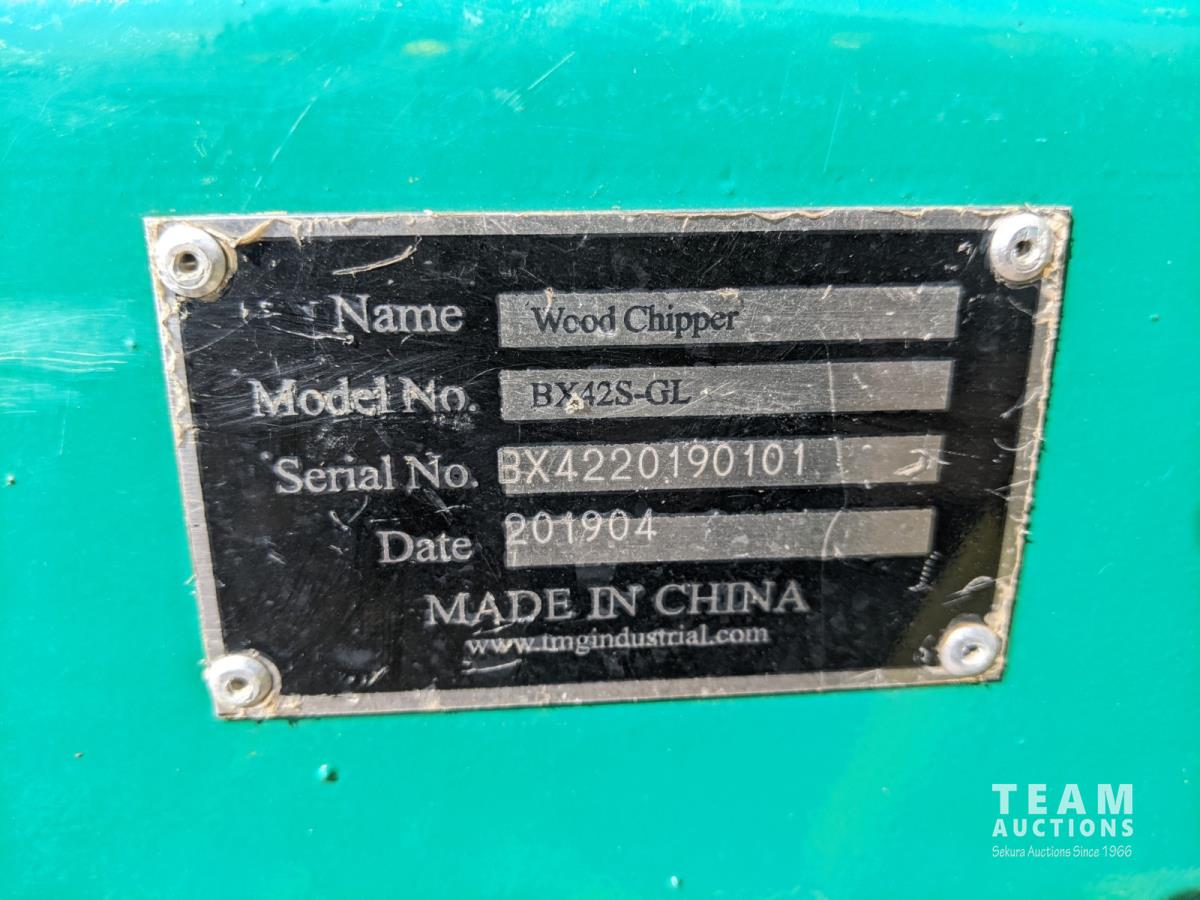 Name Wood Chipper
Model No. BX42S-GL
Serial No. BX4220190101
Date 201904
MADE IN CHINA
www.tmgindustrial.com
TEAM
AUCTIONS
Sekura Auctions Since 1966